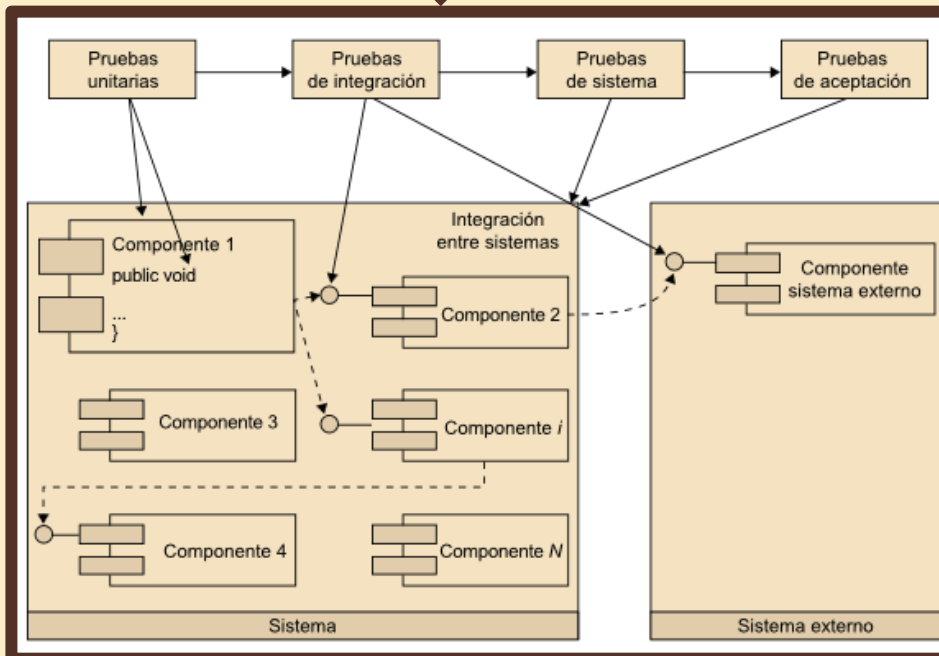 Pruebas
unitarias
Pruebas
de integración
Pruebas
de sistema
Pruebas
de aceptación
Integración
entre sistemas
Componente 1
public void
...
}
Componente 2
Componente
sistema externo
Componente 3
Componente i
Componente 4
Componente N
Sistema
Sistema externo